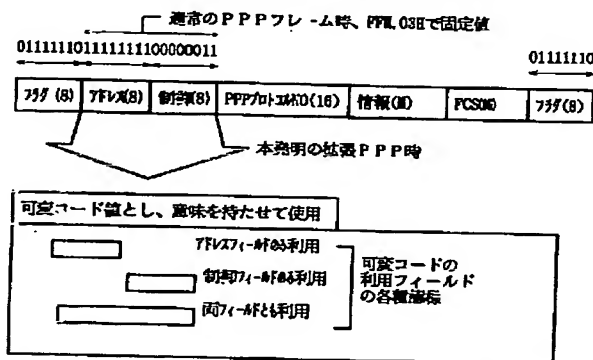 通常のPPPフレーム時、FFH,03Hで固定値
011111101111111100000011
01111110
フラグ(8) アドレス(8) 制御(8) PPPプロトコルID(16) 情報(M) FCS(16) フラグ(8)
本発明の拡張PPP時
可変コード値とし、意味を持たせて使用
アドレスフィールドのみ利用
制御フィールドのみ利用
両フィールドとも利用
可変コードの
利用フィールド
の各種